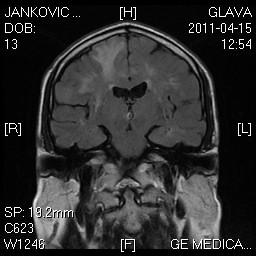 JANKOVIC ...
[H]
GLAVA
DOB:
2011-04-15
13
12:54
[R]
[L]
SP: 19.2mm
C623
W1246
[F]
GE MEDICA...